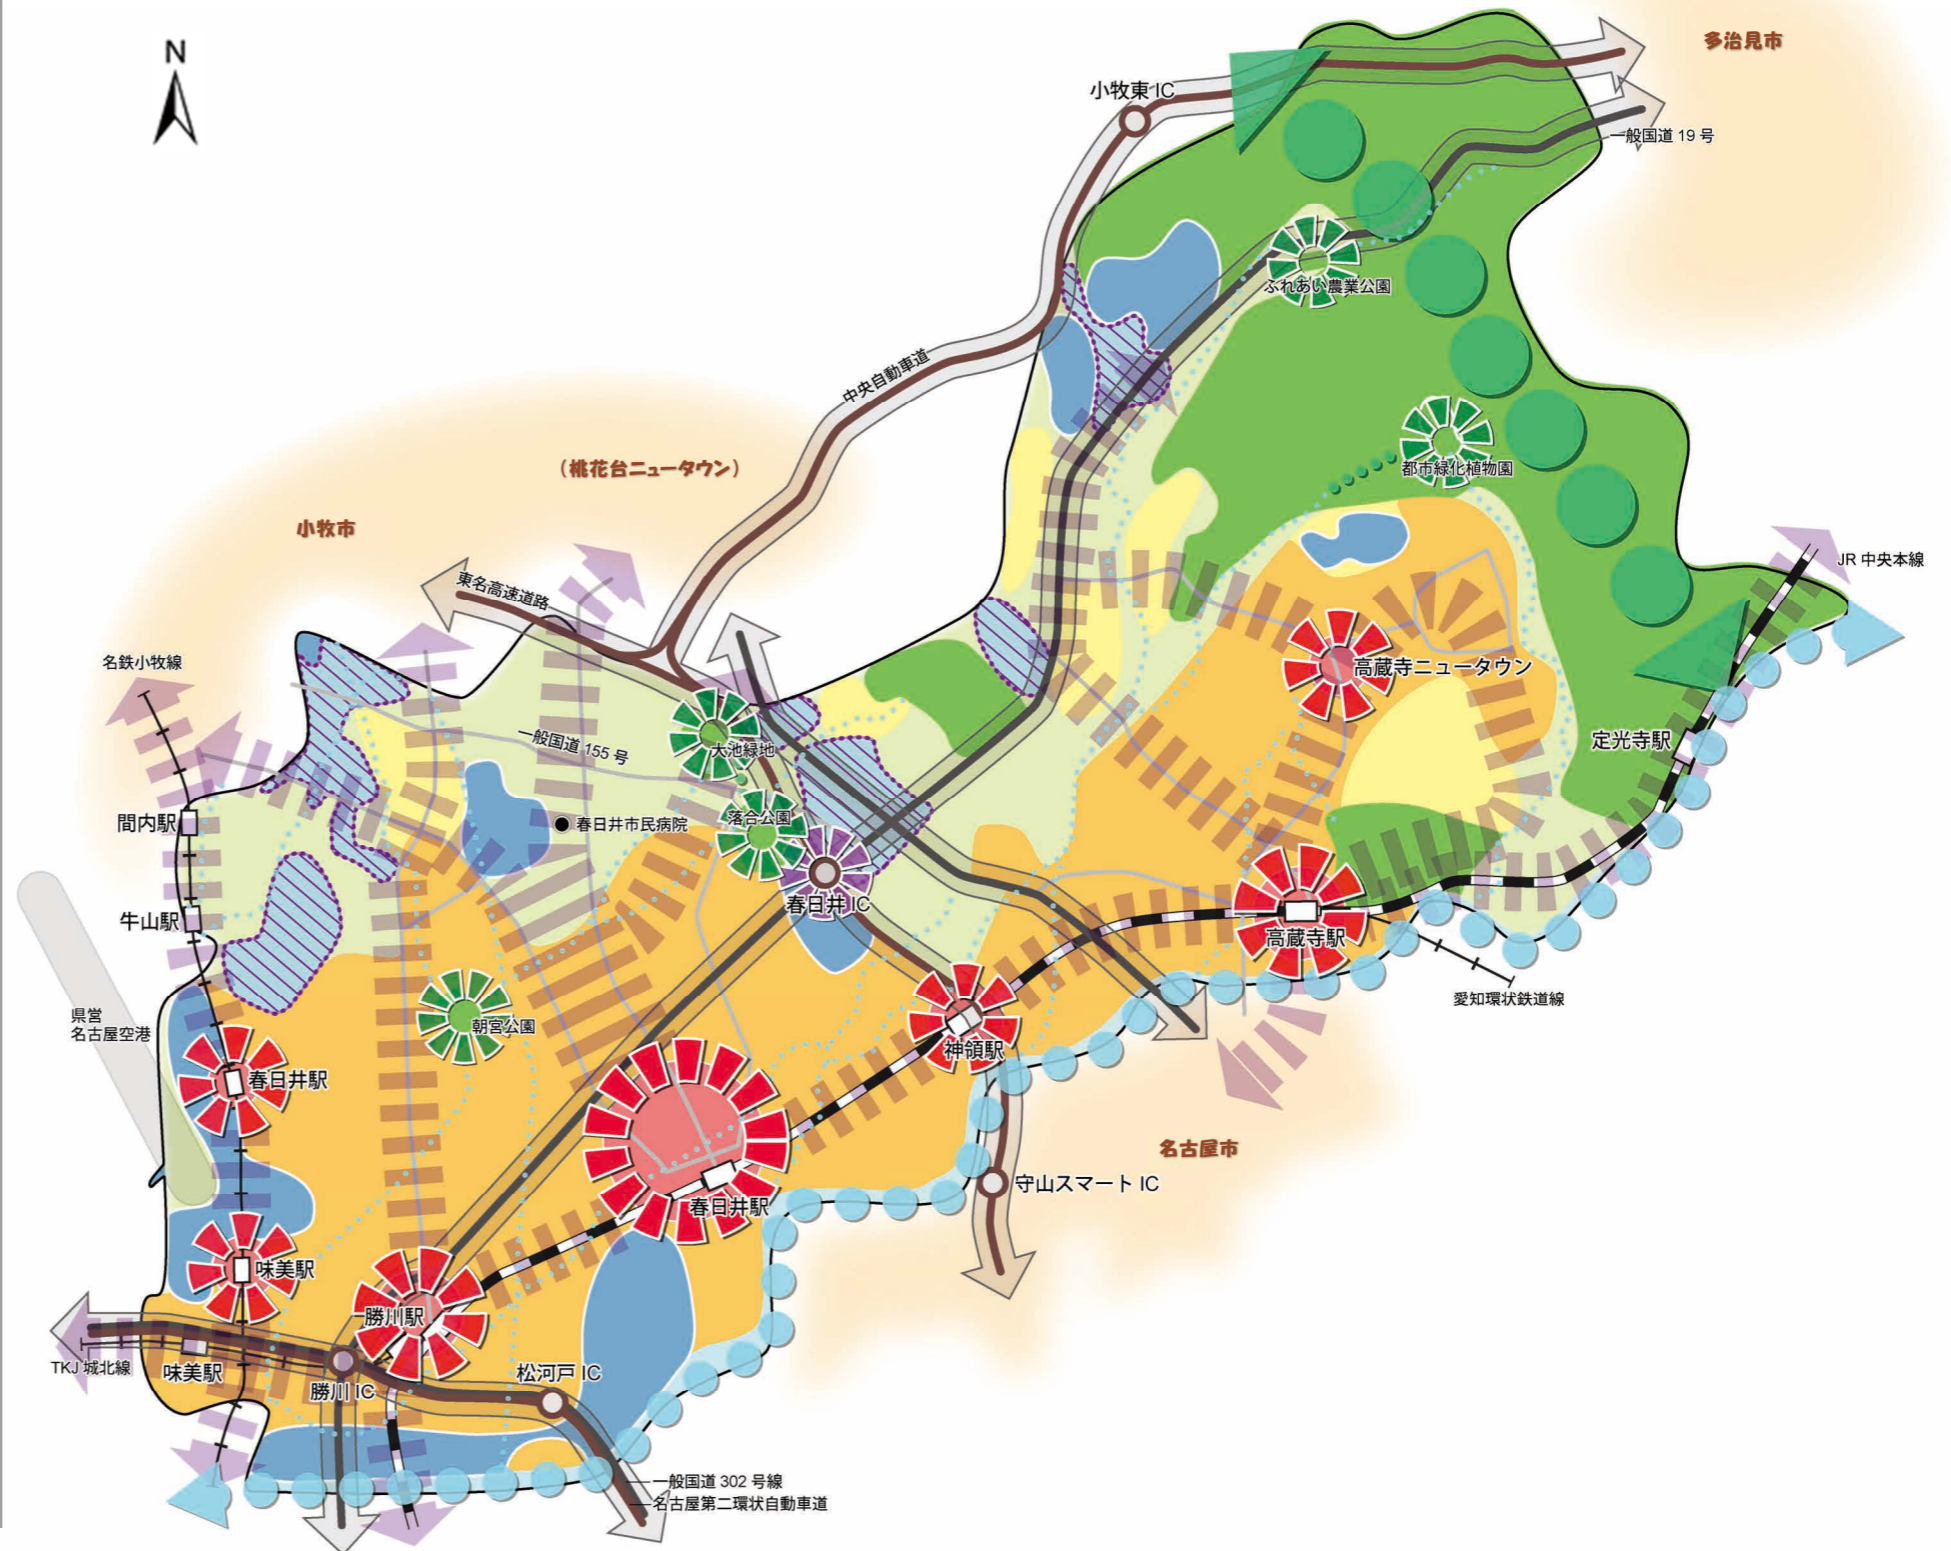 N
多治見市
小牧東 IC
一般国道 19 号
ふれあい農業公園
中央自動車道
(桃花台ニュータウン)
都市緑化植物園
小牧市
東名高速道路
JR 中央本線
名鉄小牧線
高蔵寺ニュータウン
一般国道 155 号
大池緑地
定光寺駅
間内駅
春日井市民病院
落合公園
牛山駅
春日井 IC
高蔵寺駅
愛知環状鉄道線
県営
名古屋空港
朝宮公園
神領駅
春日井駅
名古屋市
守山スマート IC
春日井駅
味美駅
勝川駅
TKJ 城北線
味美駅
勝川 IC
松河戸 IC
一般国道 302 号線
名古屋第二環状自動車道